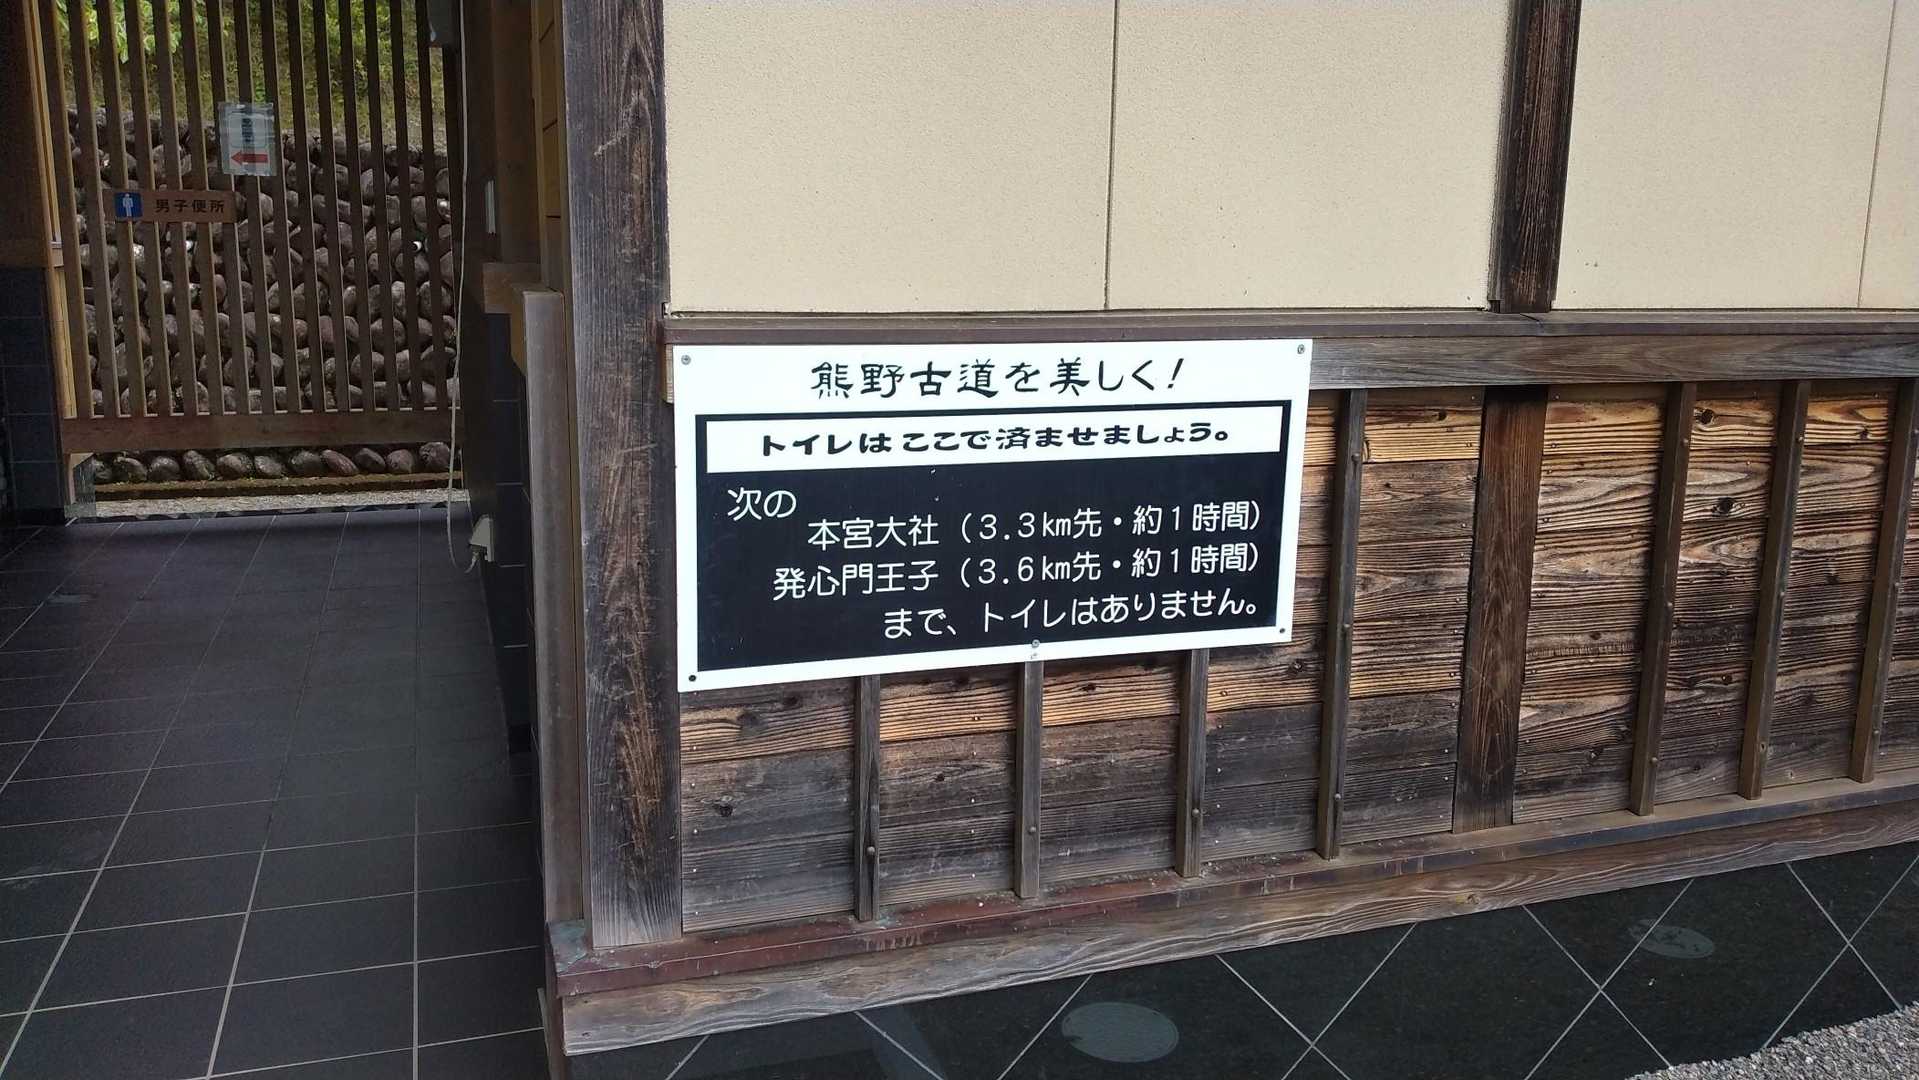 男子便所
熊野古道を美しく!
トイレはここで済ませましょう。
次の
本宮大社(3.3km先・約1時間)
発心門王子(3.6km先・約1時間)
まで、トイレはありません。